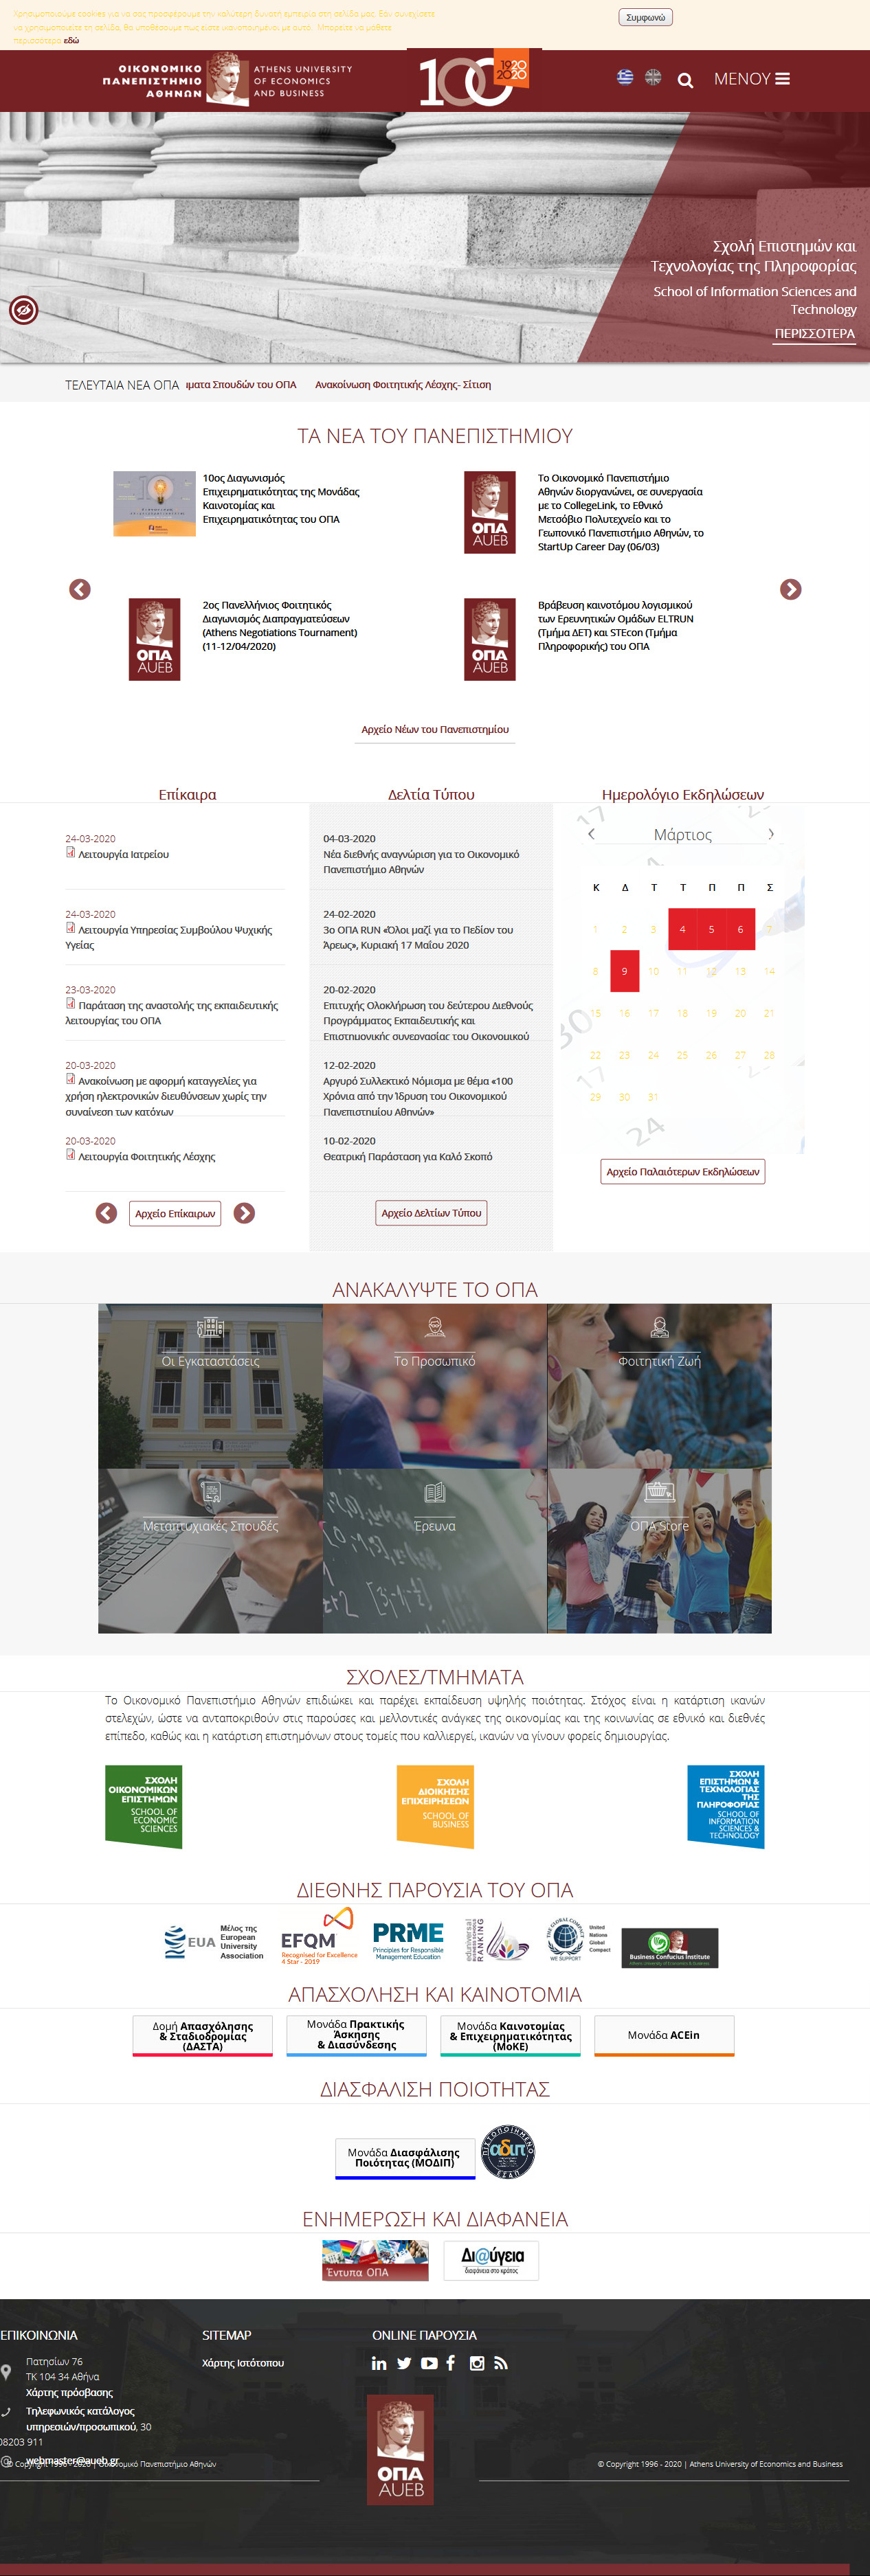 Χρησιμοποιούμε cookies για να σας προσφέρουμε την καλύτερη δυνατή εμπειρία στη σελίδα μας. Εάν συνεχίσετε
να χρησιμοποιείτε τη σελίδα, θα υποθέσουμε πως είστε ικανοποιημένοι με αυτό. Μπορείτε να μάθετε
περισσότερα εδώ
Συμφωνώ
ΟΙΚΟΝΟΜΙΚΟ
ΠΑΝΕΠΙΣΤΗΜΙΟ
ΑΘΗΝΩΝ
ATHENS UNIVERSITY
OF ECONOMICS
AND BUSINESS
100
1920
2020
ΜΕΝΟΥ
Σχολή Επιστημών και
Τεχνολογίας της Πληροφορίας
School of Information Sciences and
Technology
ΠΕΡΙΣΣΟΤΕΡΑ
ΤΕΛΕΥΤΑΙΑ ΝΕΑ ΟΠΑ
ματα Σπουδών του ΟΠΑ Ανακοίνωση Φοιτητικής Λέσχης- Σίτιση
ΤΑ ΝΕΑ ΤΟΥ ΠΑΝΕΠΙΣΤΗΜΙΟΥ
10ος Διαγωνισμός
Επιχειρηματικότητας της Μονάδας
Καινοτομίας και
Επιχειρηματικότητας του ΟΠΑ
ΟΠΑ
AUEB
Το Οικονομικό Πανεπιστήμιο
Αθηνών διοργανώνει, σε συνεργασία
με το CollegeLink, το Εθνικό
Μετσόβιο Πολυτεχνείο και το
Γεωπονικό Πανεπιστήμιο Αθηνών, το
StartUp Career Day (06/03)
ΟΠΑ
AUEB
2ος Πανελλήνιος Φοιτητικός
Διαγωνισμός Διαπραγματεύσεων
(Athens Negotiations Tournament)
(11-12/04/2020)
ΟΠΑ
AUEB
Βράβευση καινοτόμου λογισμικού
των Ερευνητικών Ομάδων ELTRUN
(Τμήμα ΔΕΤ) και STEcon (Τμήμα
Πληροφορικής) του ΟΠΑ
Αρχείο Νέων του Πανεπιστημίου
Επίκαιρα
24-03-2020
Λειτουργία Ιατρείου
24-03-2020
Λειτουργία Υπηρεσίας Συμβούλου Ψυχικής
Υγείας
23-03-2020
Παράταση της αναστολής της εκπαιδευτικής
λειτουργίας του ΟΠΑ
20-03-2020
Ανακοίνωση με αφορμή καταγγελίες για
χρήση ηλεκτρονικών διευθύνσεων χωρίς την
συναίνεση των κατόχων
20-03-2020
Λειτουργία Φοιτητικής Λέσχης
Αρχείο Επίκαιρων
Δελτία Τύπου
04-03-2020
Νέα διεθνής αναγνώριση για το Οικονομικό
Πανεπιστήμιο Αθηνών
24-02-2020
3ο ΟΠΑ RUN «Όλοι μαζί για το Πεδίον του
Άρεως», Κυριακή 17 Μαΐου 2020
20-02-2020
Επιτυχής Ολοκλήρωση του δεύτερου Διεθνούς
Προγράμματος Εκπαιδευτικής και
Επιστημονικής συνεργασίας του Οικονομικού
12-02-2020
Αργυρό Συλλεκτικό Νόμισμα με θέμα «100
Χρόνια από την Ίδρυση του Οικονομικού
Πανεπιστημίου Αθηνών»
10-02-2020
Θεατρική Παράσταση για Καλό Σκοπό
Αρχείο Δελτίων Τύπου
Ημερολόγιο Εκδηλώσεων
Μάρτιος
Κ Δ Τ Τ Π Π Σ
1 2 3 4 5 6 7
8 9 10 11 12 13 14
15 16 17 18 19 20 21
22 23 24 25 26 27 28
29 30 31
Αρχείο Παλαιότερων Εκδηλώσεων
ΑΝΑΚΑΛΥΨΤΕ ΤΟ ΟΠΑ
Οι Εγκαταστάσεις
Το Προσωπικό
Φοιτητική Ζωή
Μεταπτυχιακές Σπουδές
Έρευνα
ΟΠΑ Store
ΣΧΟΛΕΣ/ΤΜΗΜΑΤΑ
Το Οικονομικό Πανεπιστήμιο Αθηνών επιδιώκει και παρέχει εκπαίδευση υψηλής ποιότητας. Στόχος είναι η κατάρτιση ικανών
στελεχών, ώστε να ανταποκριθούν στις παρούσες και μελλοντικές ανάγκες της οικονομίας και της κοινωνίας σε εθνικό και διεθνές
επίπεδο, καθώς και η κατάρτιση επιστημόνων στους τομείς που καλλιεργεί, ικανών να γίνουν φορείς δημιουργίας.
ΣΧΟΛΗ
ΟΙΚΟΝΟΜΙΚΩΝ
ΕΠΙΣΤΗΜΩΝ
SCHOOL OF
ECONOMIC
SCIENCES
ΣΧΟΛΗ
ΔΙΟΙΚΗΣΗΣ
ΕΠΙΧΕΙΡΗΣΕΩΝ
SCHOOL OF
BUSINESS
ΣΧΟΛΗ
ΕΠΙΣΤΗΜΩΝ &
ΤΕΧΝΟΛΟΓΙΑΣ
ΤΗΣ
ΠΛΗΡΟΦΟΡΙΑΣ
SCHOOL OF
INFORMATION
SCIENCES &
TECHNOLOGY
ΔΙΕΘΝΗΣ ΠΑΡΟΥΣΙΑ ΤΟΥ ΟΠΑ
EUA
Μέλος της
European
University
Association
EFQM
Recognised for Excellence
4 Star - 2019
PRME
Principles for Responsible
Management Education
eduniversal
BUSINESS SCHOOLS
RANKING
THE GLOBAL COMPACT
WE SUPPORT
United
Nations
Global
Compact
Business Confucius Institute
Athens University of Economics & Business
ΑΠΑΣΧΟΛΗΣΗ ΚΑΙ ΚΑΙΝΟΤΟΜΙΑ
Δομή Απασχόλησης
& Σταδιοδρομίας
(ΔΑΣΤΑ)
Μονάδα Πρακτικής
Άσκησης
& Διασύνδεσης
Μονάδα Καινοτομίας
& Επιχειρηματικότητας
(ΜοΚΕ)
Μονάδα ACEin
ΔΙΑΣΦΑΛΙΣΗ ΠΟΙΟΤΗΤΑΣ
Μονάδα Διασφάλισης
Ποιότητας (ΜΟΔΙΠ)
ΠΙΣΤΟΠΟΙΗΜΕΝΟ
αδιπ
ΕΣΔΠ
ΕΝΗΜΕΡΩΣΗ ΚΑΙ ΔΙΑΦΑΝΕΙΑ
Έντυπα ΟΠΑ
Δι@ύγεια
διαφάνεια στο κράτος
ΕΠΙΚΟΙΝΩΝΙΑ
Πατησίων 76
ΤΚ 104 34 Αθήνα
Χάρτης πρόσβασης
Τηλεφωνικός κατάλογος
υπηρεσιών/προσωπικού, 30
08203 911
webmaster@aueb.gr
SITEMAP
Χάρτης Ιστότοπου
ONLINE ΠΑΡΟΥΣΙΑ
ΟΠΑ
AUEB
© Copyright 1996 - 2020 | Οικονομικό Πανεπιστήμιο Αθηνών
© Copyright 1996 - 2020 | Athens University of Economics and Business